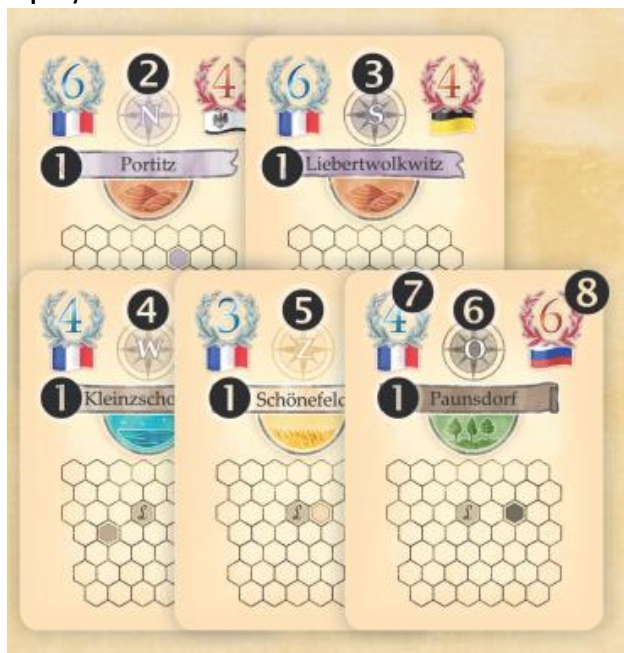 6 2 N 4
1 Portitz
6 3 S 4
1 Liebertwolkwitz
4 4 W
1 Kleinzscho
L
3 5 Z
1 Schönefeld
L
4 7 6 O 6 8
1 Paunsdorf
L